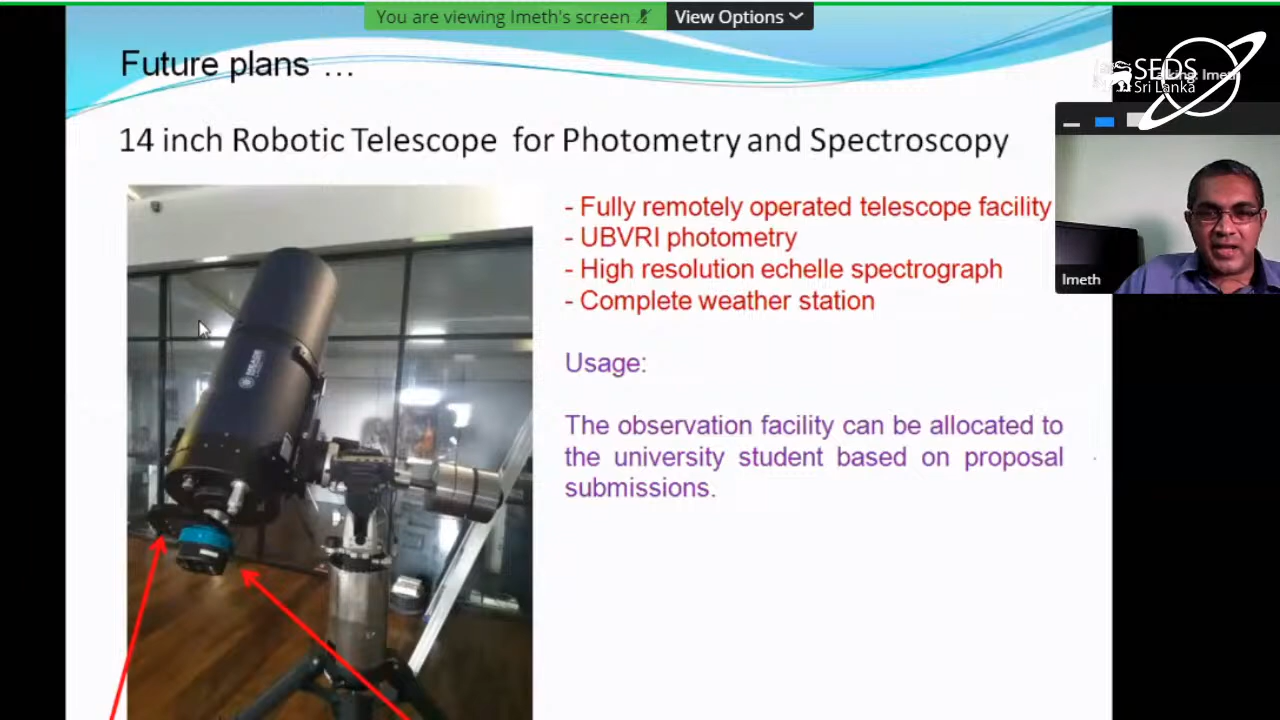 You are viewing Imeth's screen
View Options
Future plans …
SEDS
Sri Lanka
14 inch Robotic Telescope for Photometry and Spectroscopy
- Fully remotely operated telescope facility
- UBVRI photometry
- High resolution echelle spectrograph
- Complete weather station
Imeth
MEADE
Usage:
The observation facility can be allocated to
the university student based on proposal
submissions.